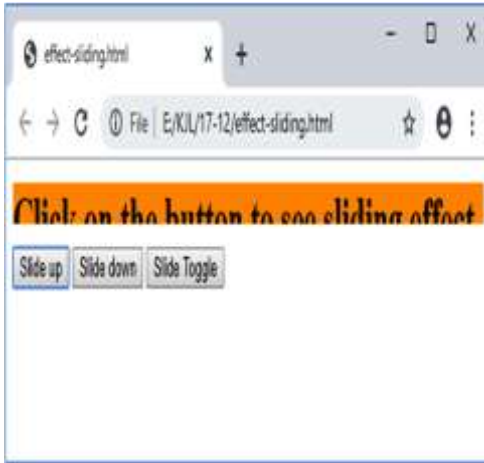 effect-sliding.html
File | E:/KJL/17-12/effect-sliding.html
Click on the button to see sliding effect
Slide up Slide down Slide Toggle